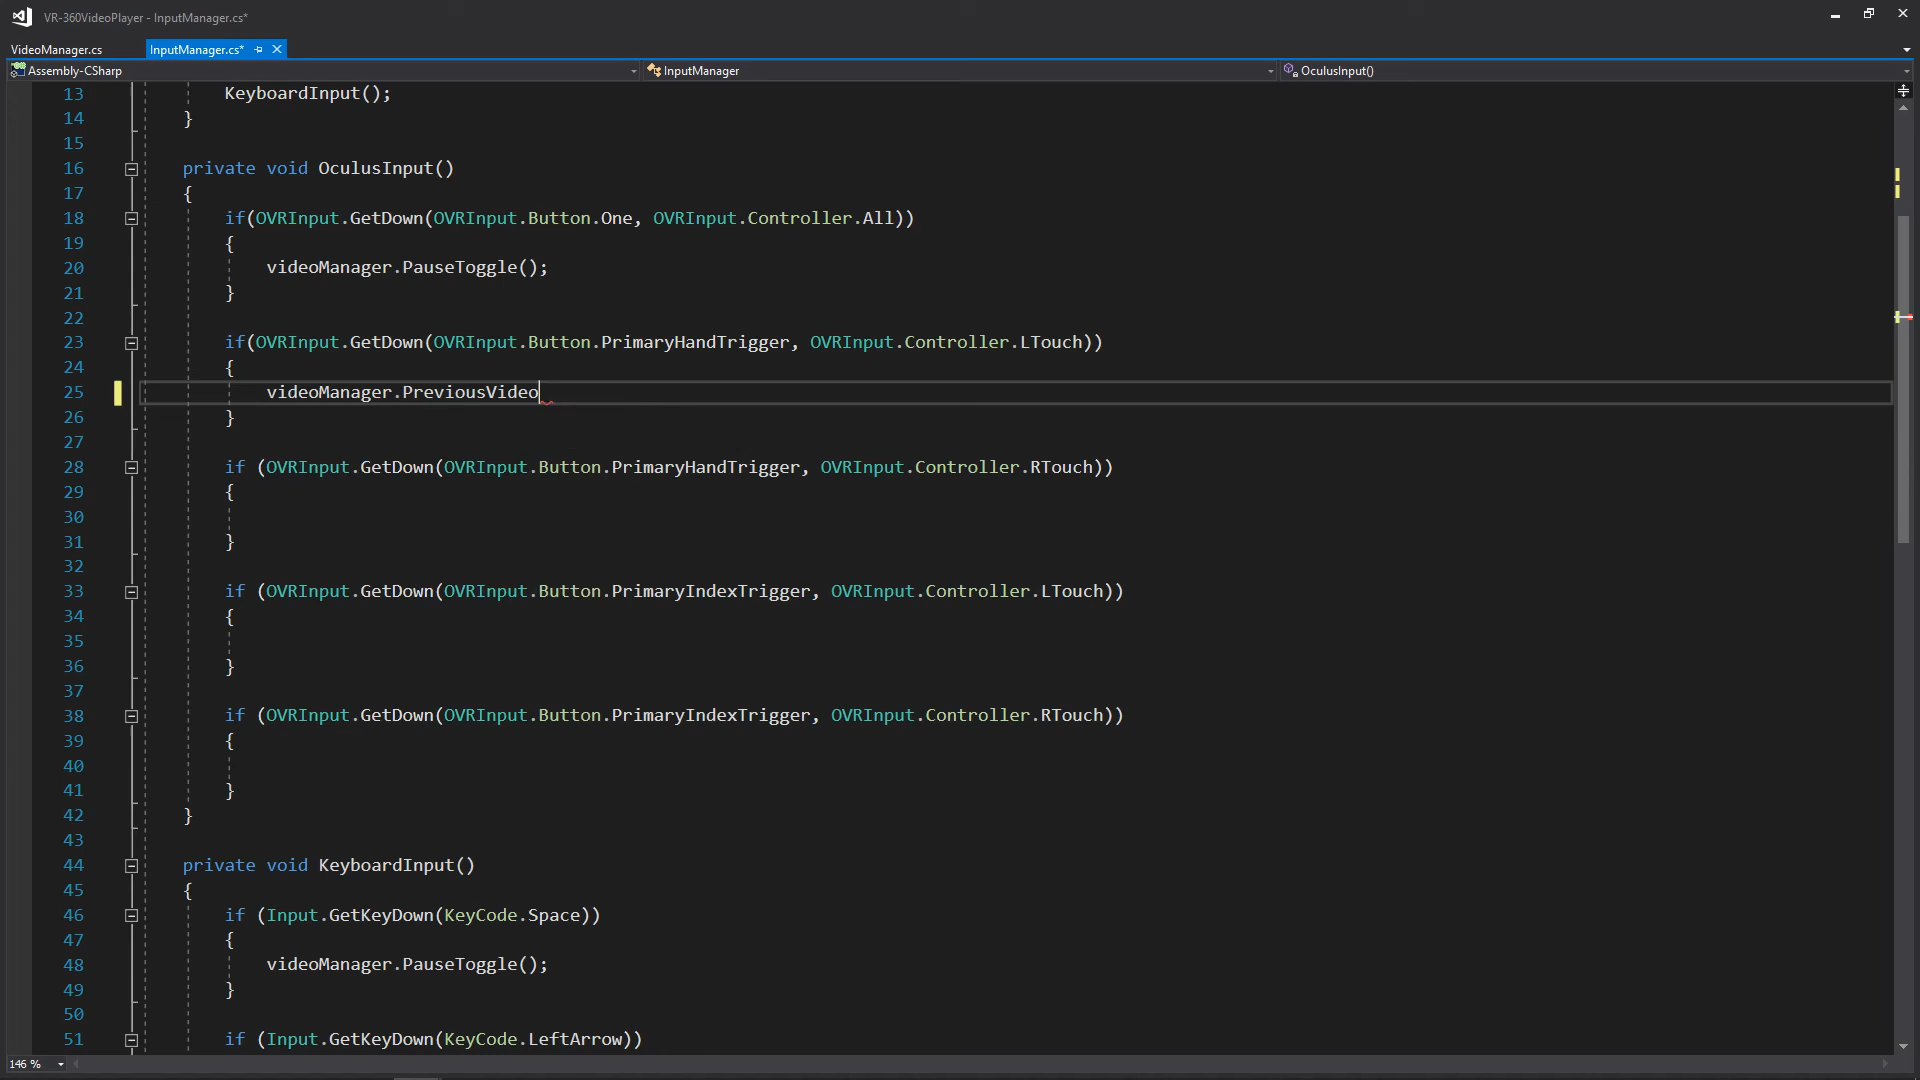 VR-360VideoPlayer - InputManager.cs*
VideoManager.cs InputManager.cs*
Assembly-CSharp InputManager OculusInput()
13 KeyboardInput();
14 }
15
16 private void OculusInput()
17 {
18 if(OVRInput.GetDown(OVRInput.Button.One, OVRInput.Controller.All))
19 {
20 videoManager.PauseToggle();
21 }
22
23 if(OVRInput.GetDown(OVRInput.Button.PrimaryHandTrigger, OVRInput.Controller.LTouch))
24 {
25 videoManager.PreviousVideo
26 }
27
28 if (OVRInput.GetDown(OVRInput.Button.PrimaryHandTrigger, OVRInput.Controller.RTouch))
29 {
30
31 }
32
33 if (OVRInput.GetDown(OVRInput.Button.PrimaryIndexTrigger, OVRInput.Controller.LTouch))
34 {
35
36 }
37
38 if (OVRInput.GetDown(OVRInput.Button.PrimaryIndexTrigger, OVRInput.Controller.RTouch))
39 {
40
41 }
42 }
43
44 private void KeyboardInput()
45 {
46 if (Input.GetKeyDown(KeyCode.Space))
47 {
48 videoManager.PauseToggle();
49 }
50
51 if (Input.GetKeyDown(KeyCode.LeftArrow))
146 %